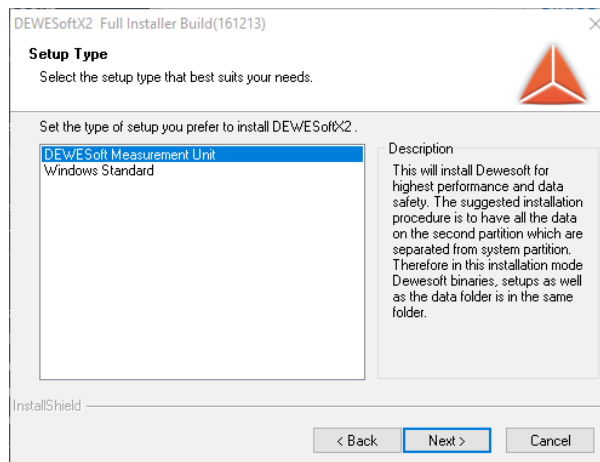 DEWESoftX2 Full Installer Build(161213)
Setup Type
Select the setup type that best suits your needs.
Set the type of setup you prefer to install DEWESoftX2 .
DEWESoft Measurement Unit
Windows Standard
Description
This will install Dewesoft for
highest performance and data
safety. The suggested installation
procedure is to have all the data
on the second partition which are
separated from system partition.
Therefore in this installation mode
Dewesoft binaries, setups as well
as the data folder is in the same
folder.
InstallShield
< Back
Next >
Cancel